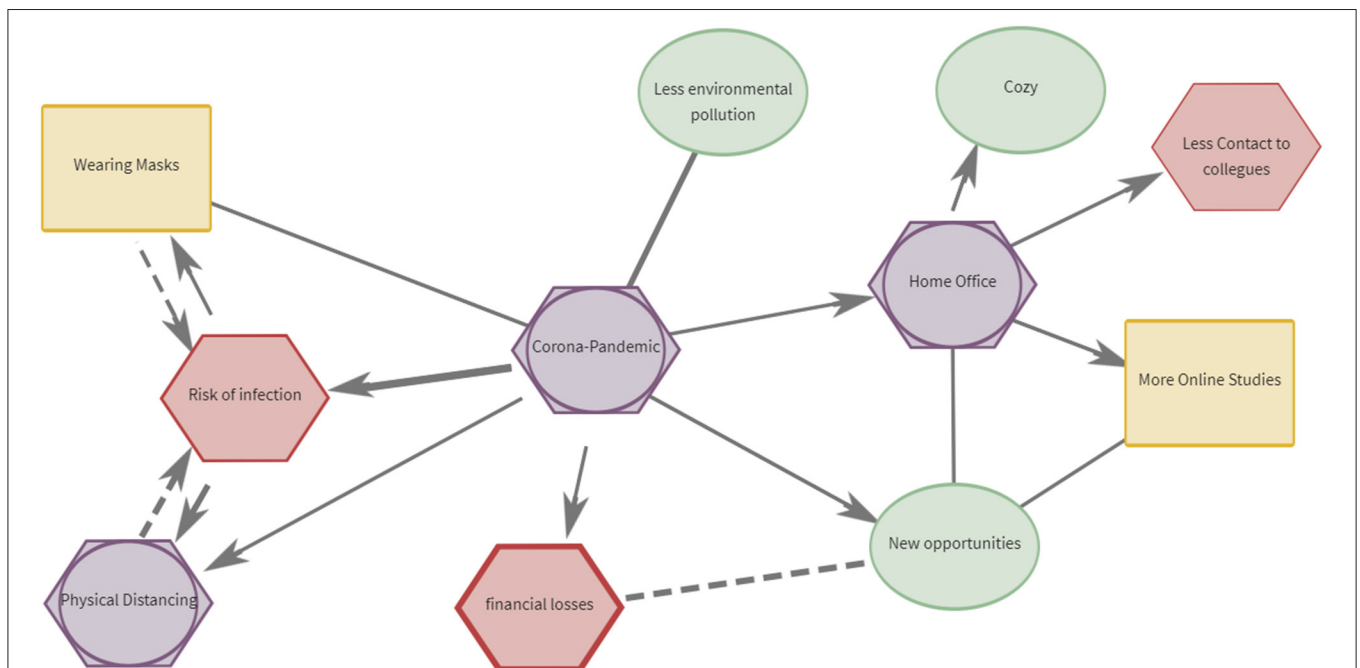 Less environmental
pollution
Cozy
Less Contact to
collegues
Wearing Masks
Home Office
Corona-Pandemic
More Online Studies
Risk of infection
New opportunities
Physical Distancing
financial losses